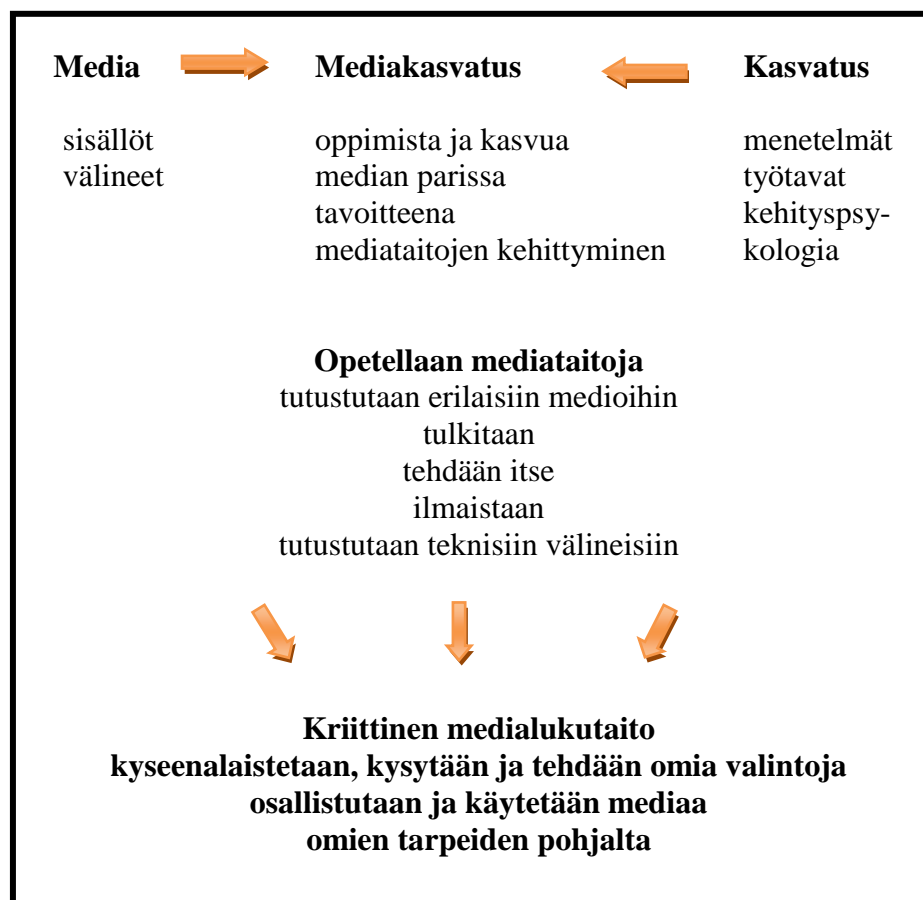 Media Mediakasvatus Kasvatus
sisällöt oppimista ja kasvua menetelmät
välineet median parissa työtavat
tavoitteena kehityspsy-
mediataitojen kehittyminen kologia
Opetellaan mediataitoja
tutustutaan erilaisiin medioihin
tulkitaan
tehdään itse
ilmaistaan
tutustutaan teknisiin välineisiin
Kriittinen medialukutaito
kyseenalaistetaan, kysytään ja tehdään omia valintoja
osallistutaan ja käytetään mediaa
omien tarpeiden pohjalta